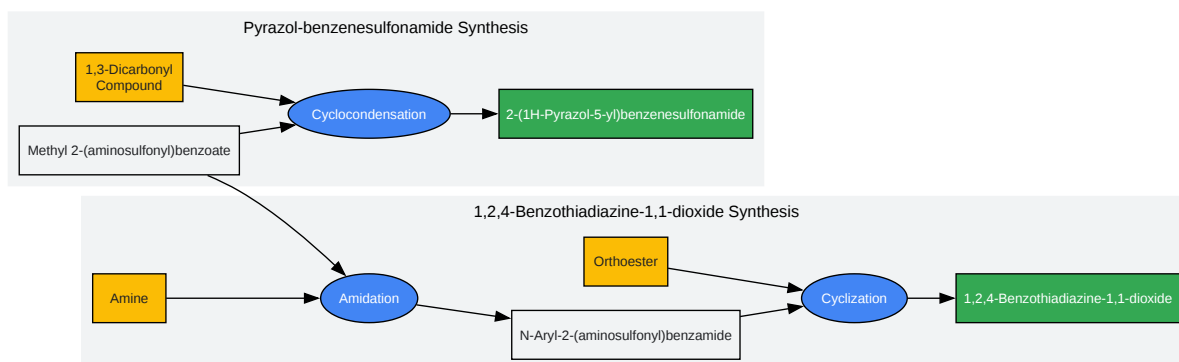 Pyrazol-benzenesulfonamide Synthesis
1,3-Dicarbonyl
Compound
Cyclocondensation
2-(1H-Pyrazol-5-yl)benzenesulfonamide
Methyl 2-(aminosulfonyl)benzoate
1,2,4-Benzothiadiazine-1,1-dioxide Synthesis
Orthoester
Amine
Amidation
Cyclization
1,2,4-Benzothiadiazine-1,1-dioxide
N-Aryl-2-(aminosulfonyl)benzamide